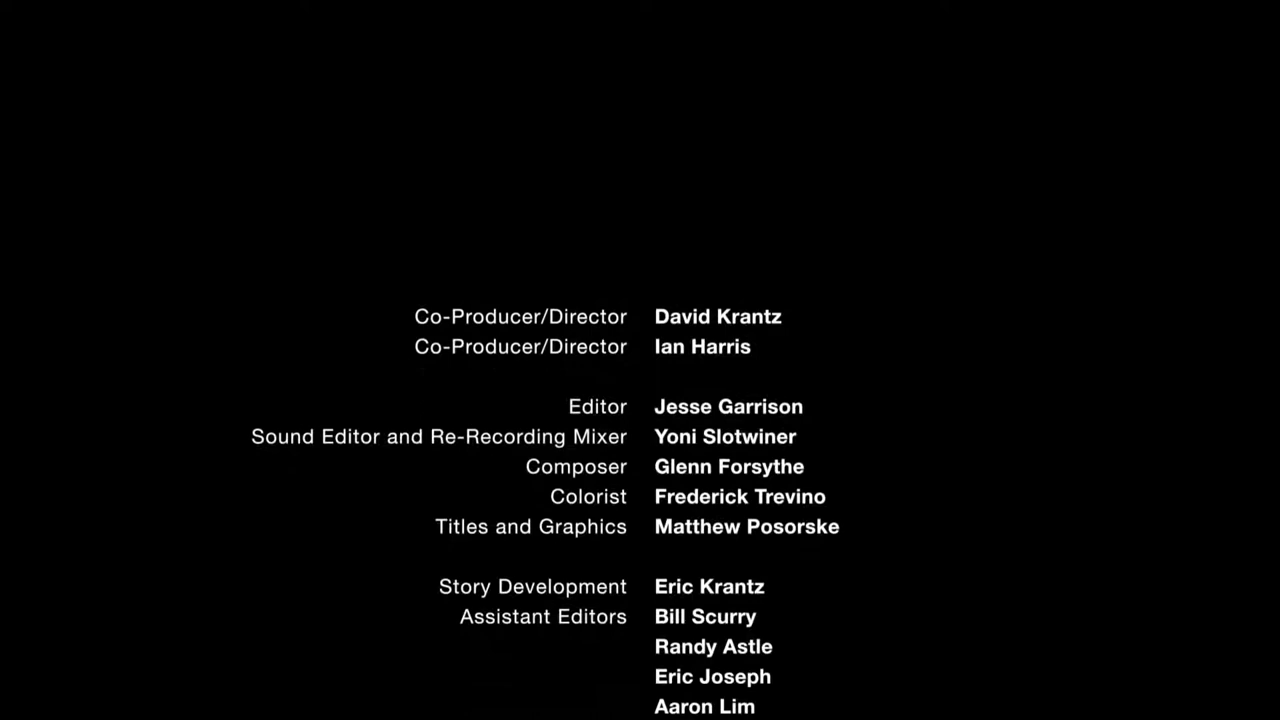 Co-Producer/Director David Krantz
Co-Producer/Director Ian Harris
Editor Jesse Garrison
Sound Editor and Re-Recording Mixer Yoni Slotwiner
Composer Glenn Forsythe
Colorist Frederick Trevino
Titles and Graphics Matthew Posorske
Story Development Eric Krantz
Assistant Editors Bill Scurry
Randy Astle
Eric Joseph
Aaron Lim